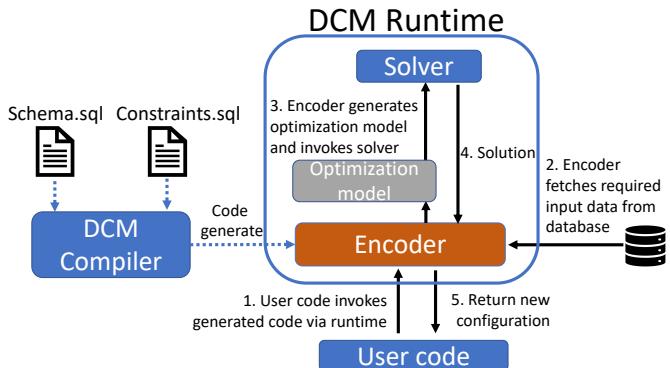 DCM Runtime
Solver
Schema.sql
Constraints.sql
3. Encoder generates
optimization model
and invokes solver
4. Solution
Optimization
model
2. Encoder
fetches required
input data from
database
DCM
Compiler
Code
generate
Encoder
1. User code invokes
generated code via runtime
5. Return new
configuration
User code